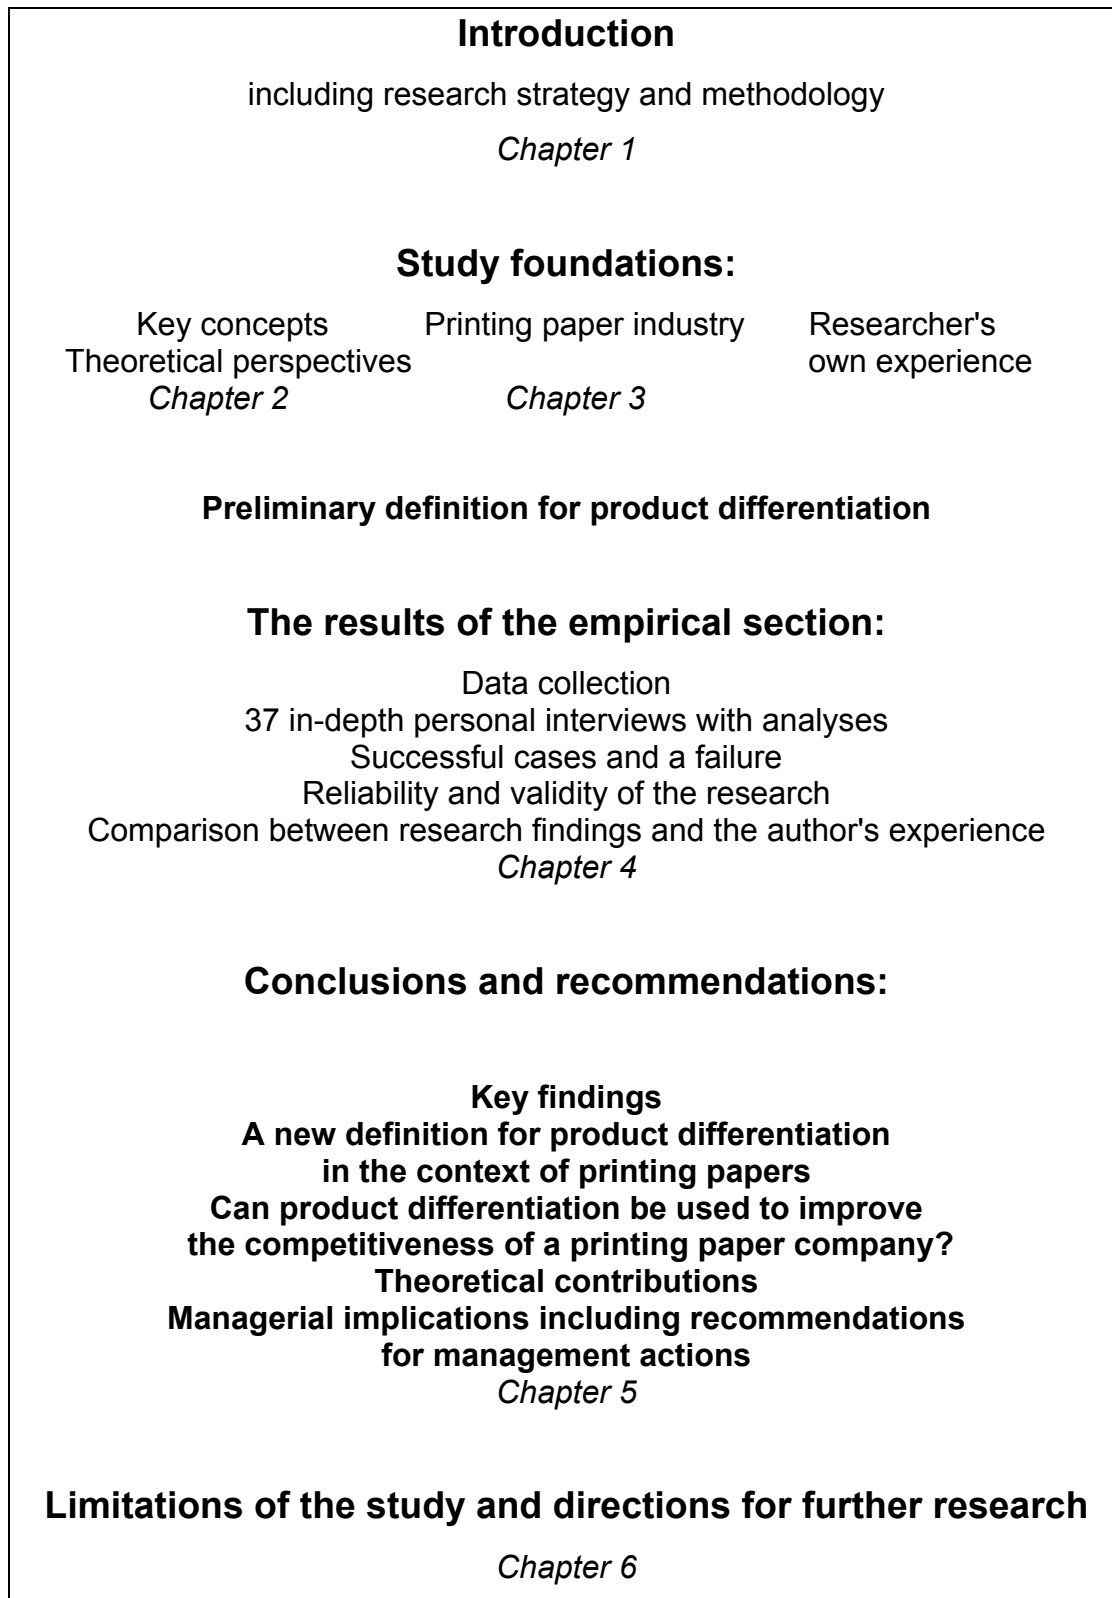 Introduction
including research strategy and methodology
Chapter 1
Study foundations:
Key concepts Printing paper industry Researcher's
Theoretical perspectives own experience
Chapter 2 Chapter 3
Preliminary definition for product differentiation
The results of the empirical section:
Data collection
37 in-depth personal interviews with analyses
Successful cases and a failure
Reliability and validity of the research
Comparison between research findings and the author's experience
Chapter 4
Conclusions and recommendations:
Key findings
A new definition for product differentiation
in the context of printing papers
Can product differentiation be used to improve
the competitiveness of a printing paper company?
Theoretical contributions
Managerial implications including recommendations
for management actions
Chapter 5
Limitations of the study and directions for further research
Chapter 6